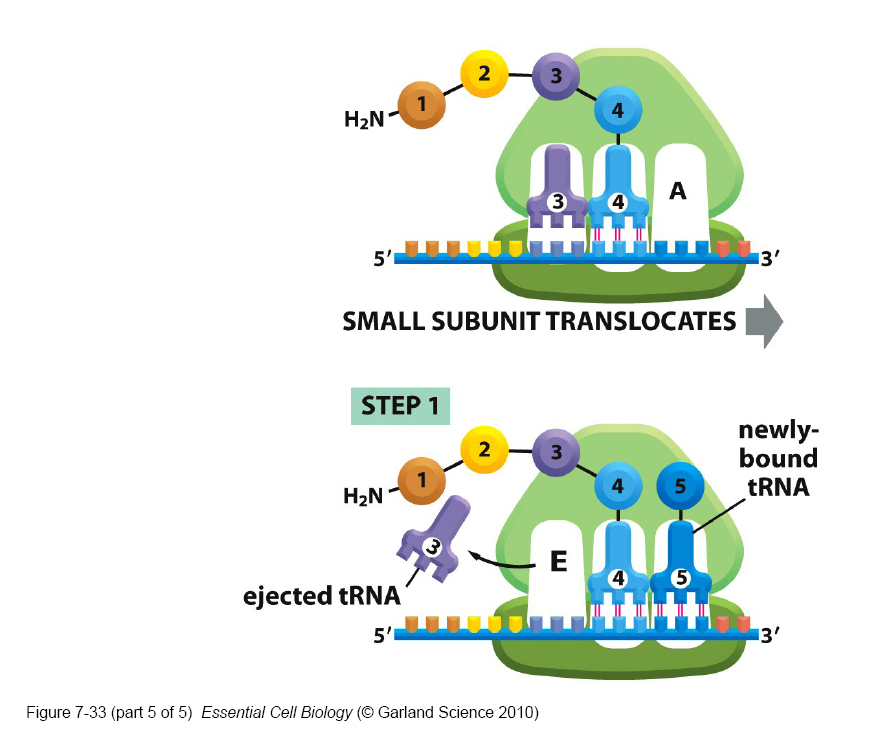 2
3
1
4
H₂N
3
4
A
5′
3′
SMALL SUBUNIT TRANSLOCATES
STEP 1
newly-
bound
tRNA
2
3
1
4
5
H₂N
3
E
4
5
ejected tRNA
5′
3′
Figure 7-33 (part 5 of 5) Essential Cell Biology (© Garland Science 2010)